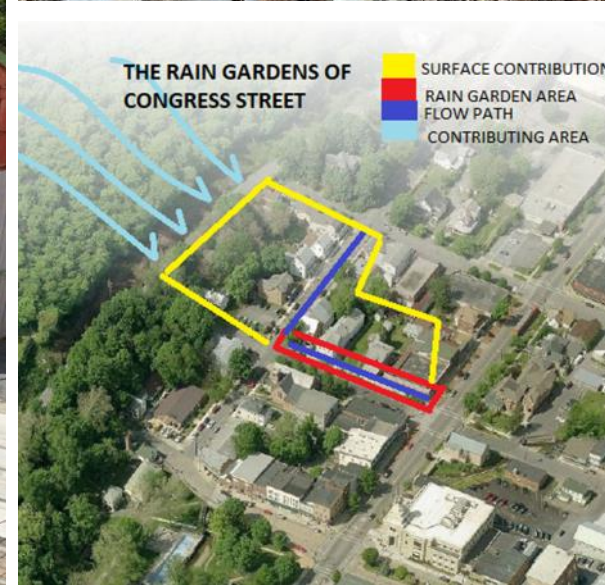 THE RAIN GARDENS OF
CONGRESS STREET
SURFACE CONTRIBUTION
RAIN GARDEN AREA
FLOW PATH
CONTRIBUTING AREA